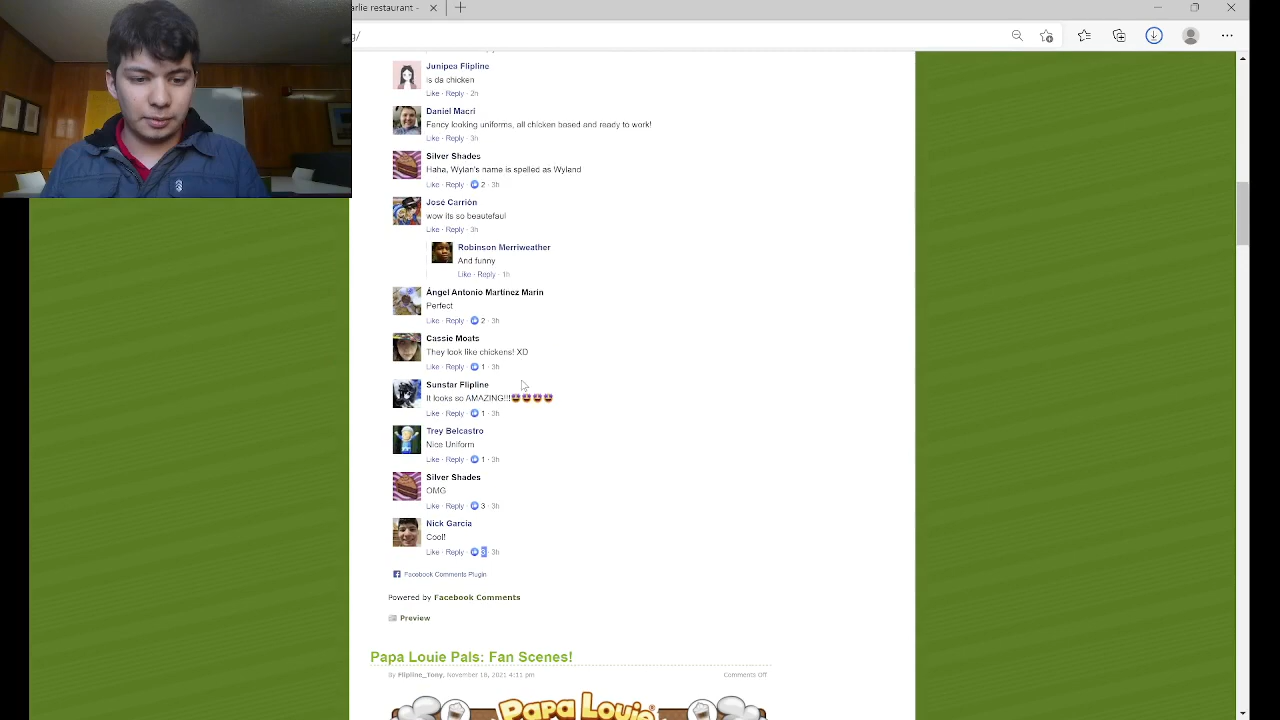 arlie restaurant
g/
Junipea Flipline
is da chicken
Like · Reply · 2h
Daniel Macri
Fancy looking uniforms, all chicken based and ready to work!
Like · Reply · 3h
Silver Shades
Haha, Wylan's name is spelled as Wyland
Like · Reply · 2 · 3h
José Carrión
wow its so beautefaul
Like · Reply · 3h
Robinson Merriweather
And funny
Like · Reply · 1h
Ángel Antonio Martínez Marín
Perfect
Like · Reply · 2 · 3h
Cassie Moats
They look like chickens! XD
Like · Reply · 1 · 3h
Sunstar Flipline
It looks so AMAZING!!!🤩🤩🤩🤩
Like · Reply · 1 · 3h
Trey Belcastro
Nice Uniform
Like · Reply · 1 · 3h
Silver Shades
OMG
Like · Reply · 3 · 3h
Nick Garcia
Cool!
Like · Reply · 3 · 3h
Facebook Comments Plugin
Powered by Facebook Comments
Preview
Papa Louie Pals: Fan Scenes!
By Flipline_Tony, November 18, 2021 4:11 pm
Comments Off
Papa Louie